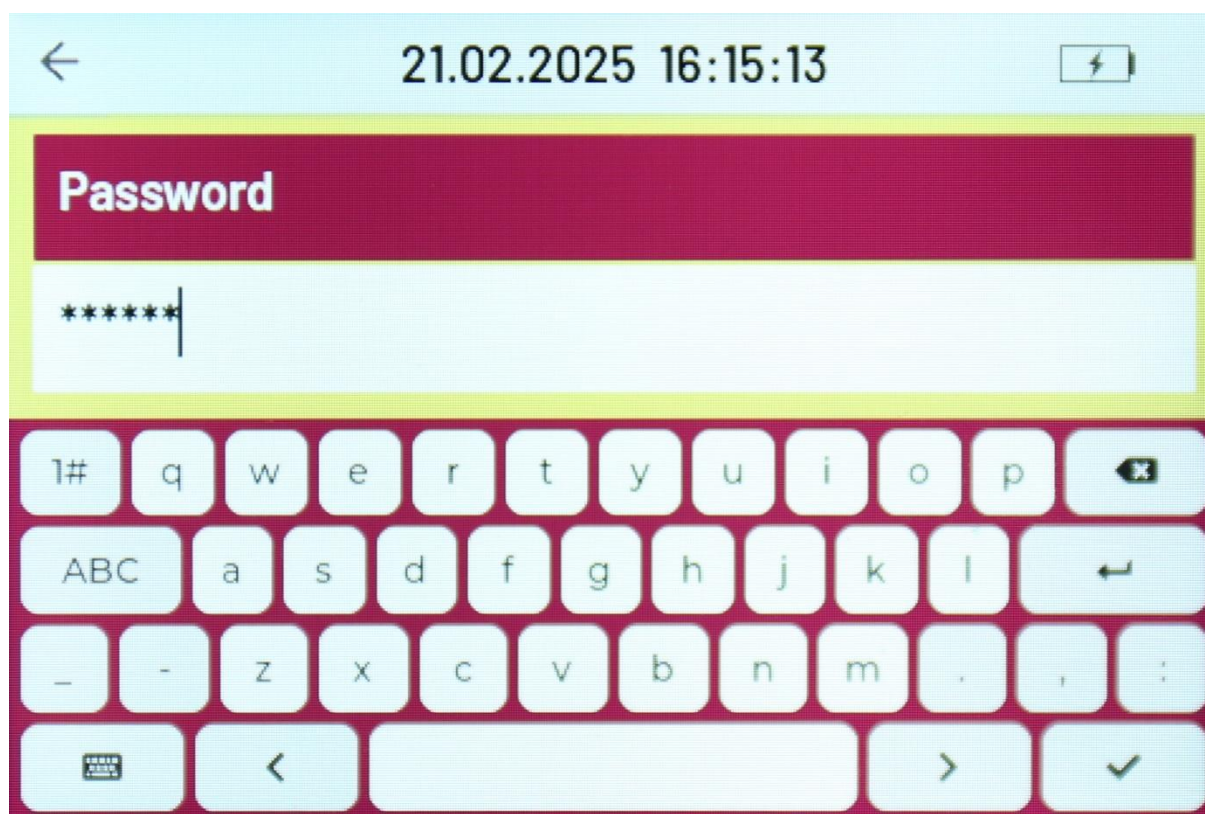 21.02.2025 16:15:13
Password
******
1# q w e r t y u i o p
ABC a s d f g h j k l
_ - z x c v b n m . , :
< >